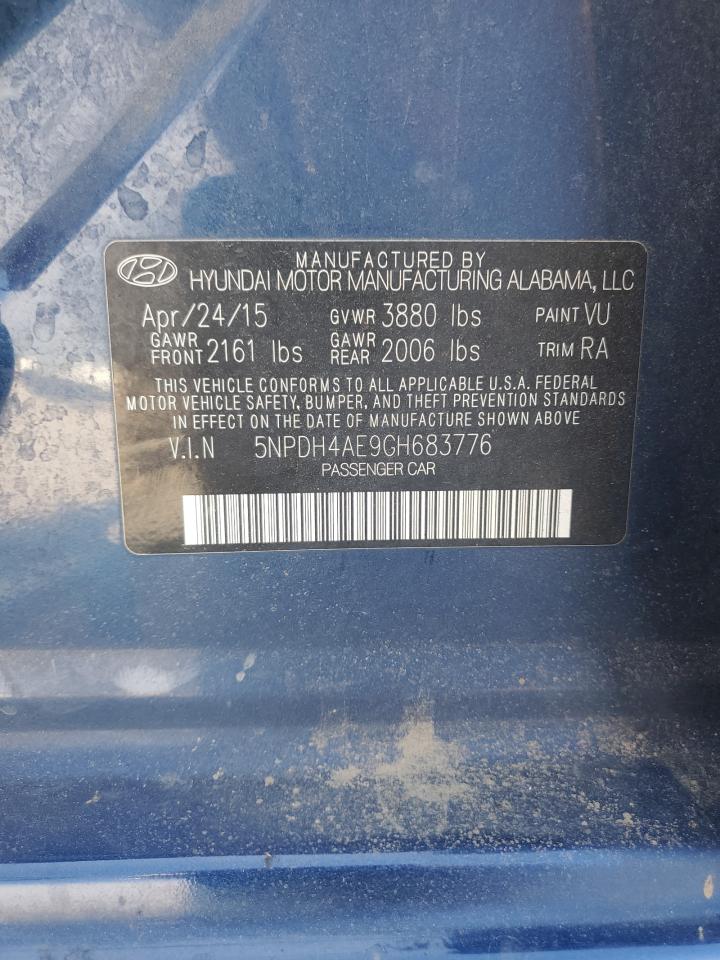 MANUFACTURED BY
HYUNDAI MOTOR MANUFACTURING ALABAMA, LLC
Apr/24/15 GVWR 3880 lbs PAINT VU
GAWR FRONT 2161 lbs GAWR REAR 2006 lbs TRIM RA
THIS VEHICLE CONFORMS TO ALL APPLICABLE U.S.A. FEDERAL
MOTOR VEHICLE SAFETY, BUMPER, AND THEFT PREVENTION STANDARDS
IN EFFECT ON THE DATE OF MANUFACTURE SHOWN ABOVE
V.I.N 5NPDH4AE9GH683776
PASSENGER CAR